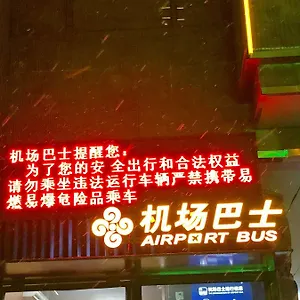 机场巴士提醒您，
为了您的安全出行和合法权益
请勿乘坐违法运行车辆严禁携带易
燃易爆危险品乘车
机场巴士
AIRPORT BUS